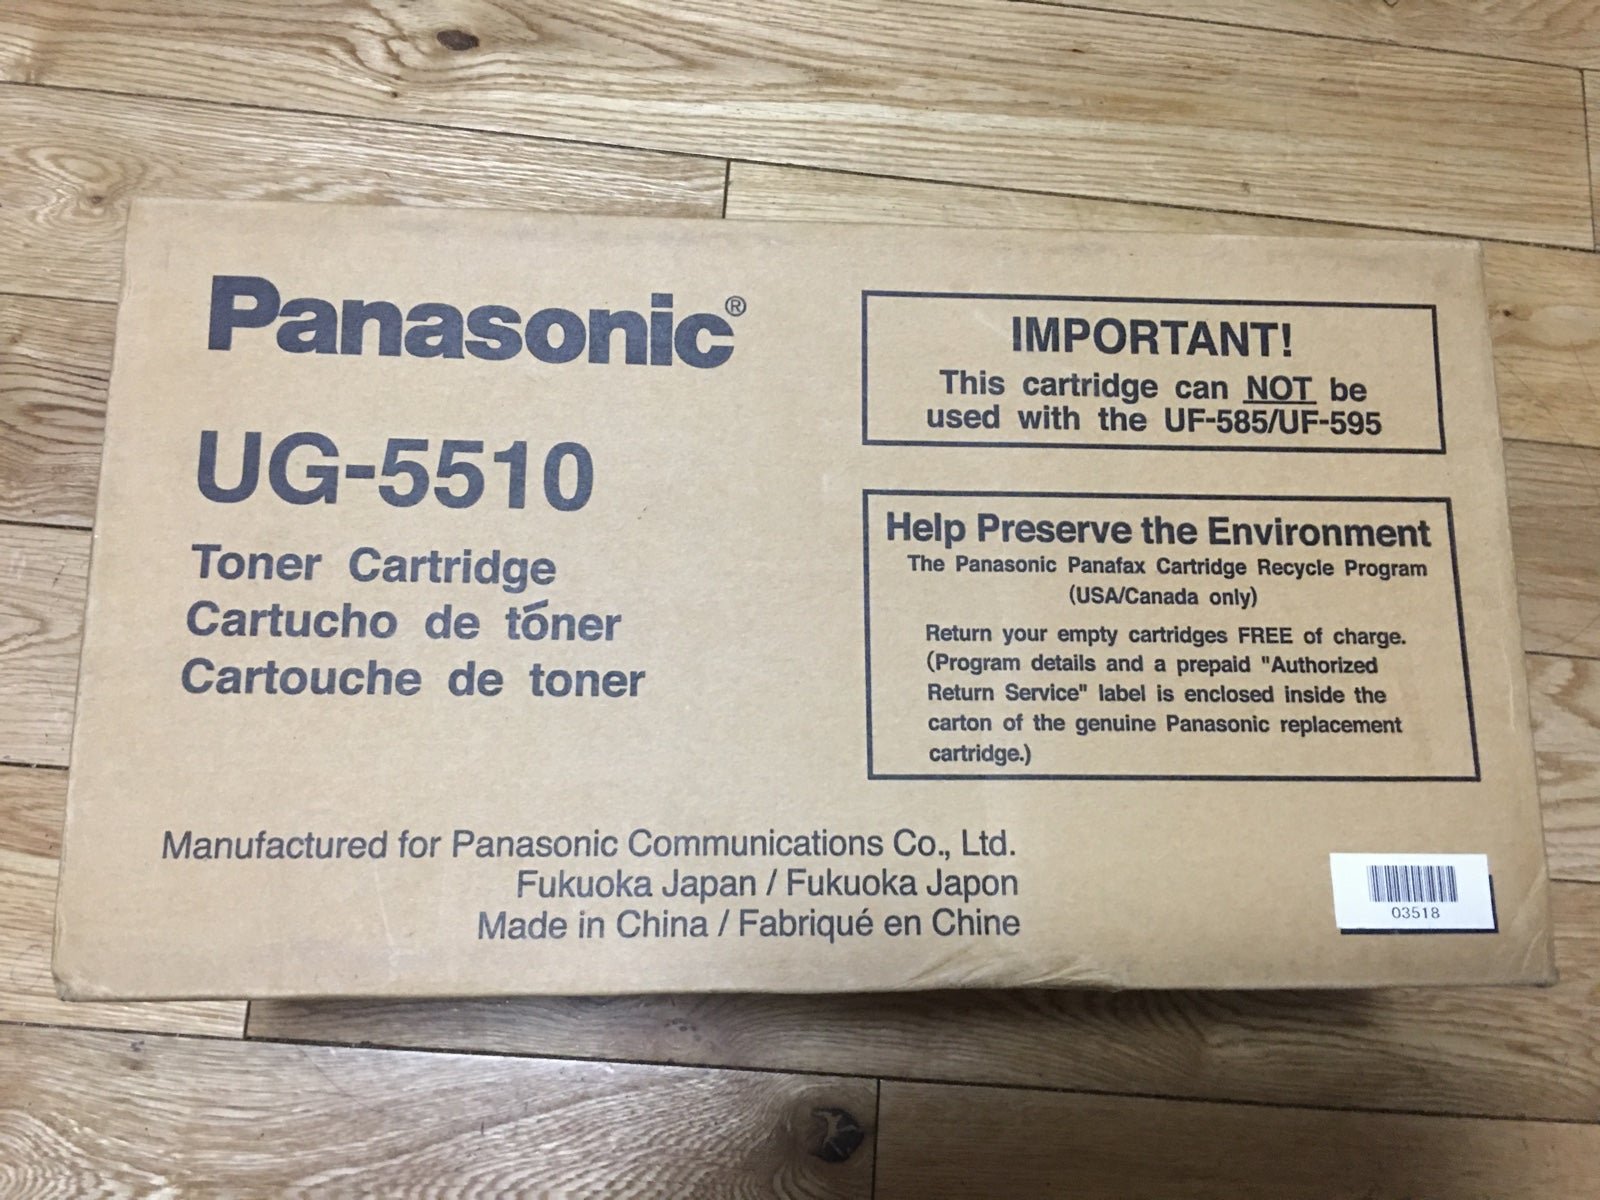 Panasonic®
UG-5510
Toner Cartridge
Cartucho de tóner
Cartouche de toner
IMPORTANT!
This cartridge can NOT be
used with the UF-585/UF-595
Help Preserve the Environment
The Panasonic Panafax Cartridge Recycle Program
(USA/Canada only)
Return your empty cartridges FREE of charge.
(Program details and a prepaid "Authorized
Return Service" label is enclosed inside the
carton of the genuine Panasonic replacement
cartridge.)
Manufactured for Panasonic Communications Co., Ltd.
Fukuoka Japan / Fukuoka Japon
Made in China / Fabriqué en Chine
03518